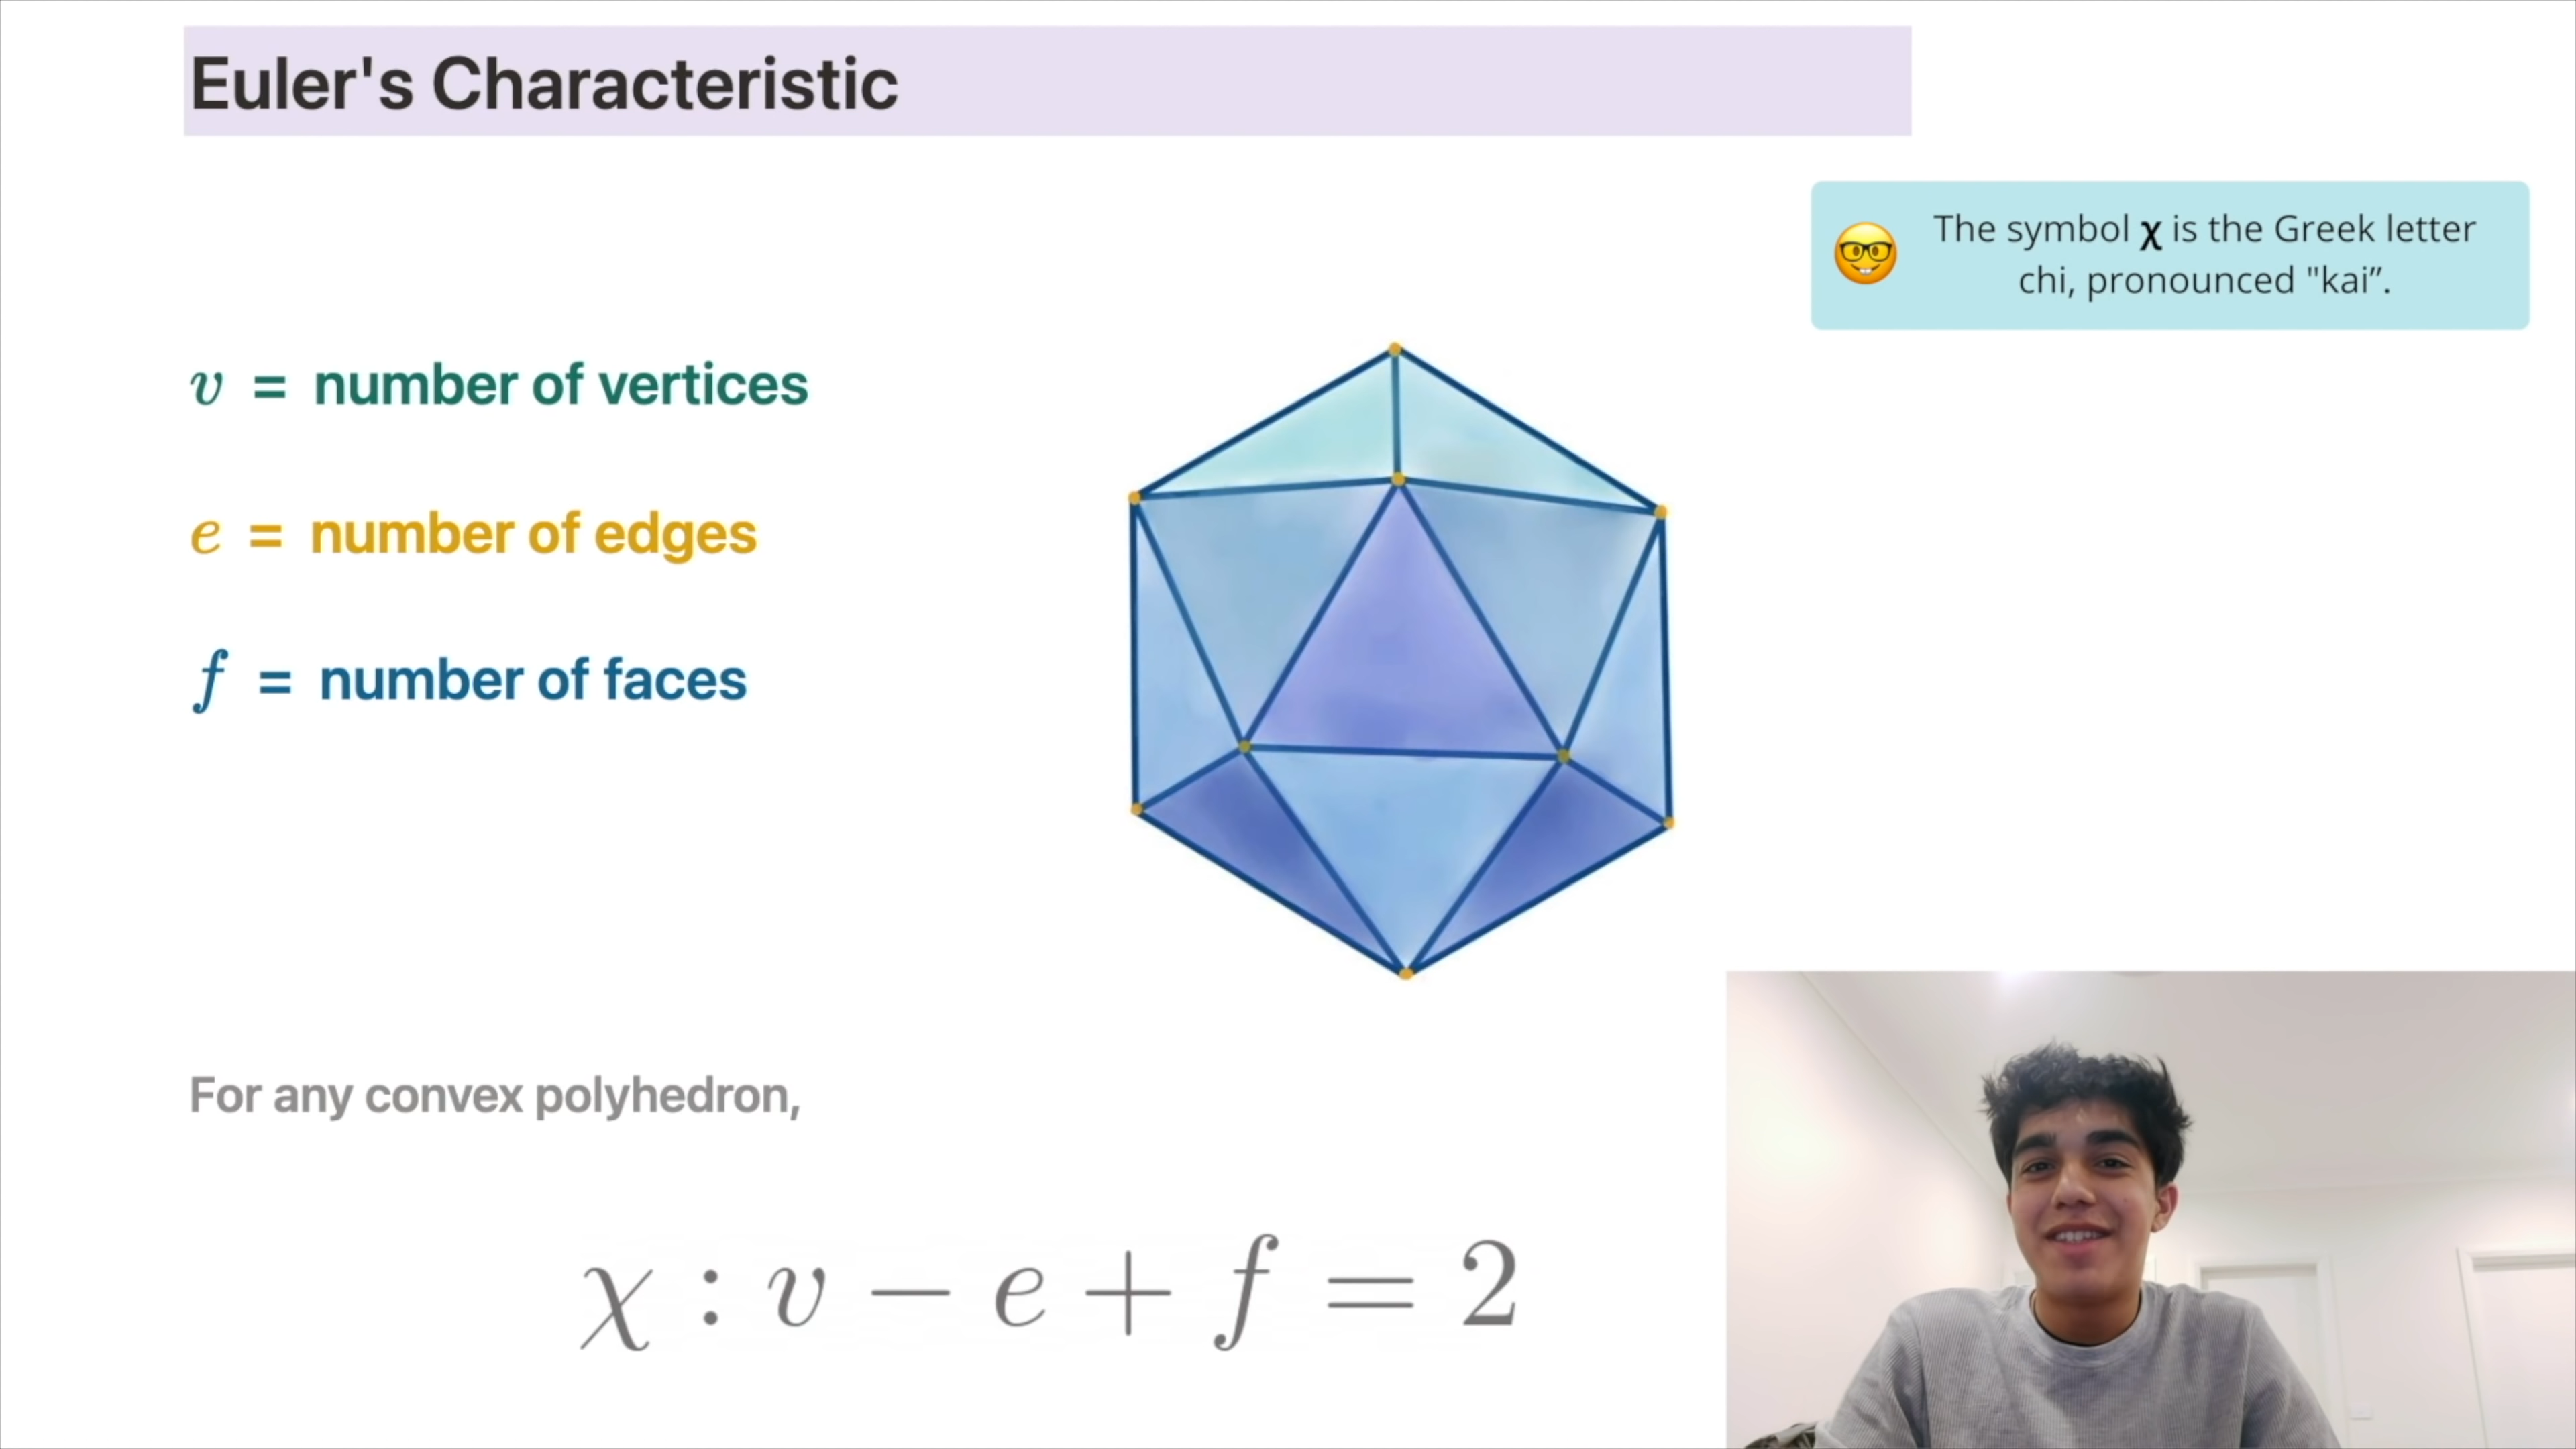 Euler's Characteristic
The symbol χ is the Greek letter
chi, pronounced "kai”.
v = number of vertices
e = number of edges
f = number of faces
For any convex polyhedron,
χ : v − e + f = 2